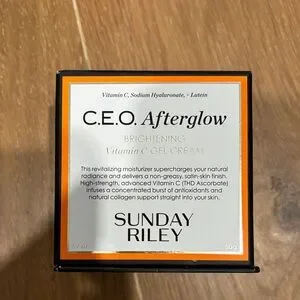 Vitamin C, Sodium Hyaluronate, + Lutein
C.E.O. Afterglow
BRIGHTENING
Vitamin C GEL CREAM
This revitalizing moisturizer supercharges your natural
radiance and delivers a non-greasy, satin-skin finish.
High-strength, advanced Vitamin C (THD Ascorbate)
infuses a concentrated burst of antioxidants and
natural collagen support straight into your skin.
SUNDAY
RILEY
50g